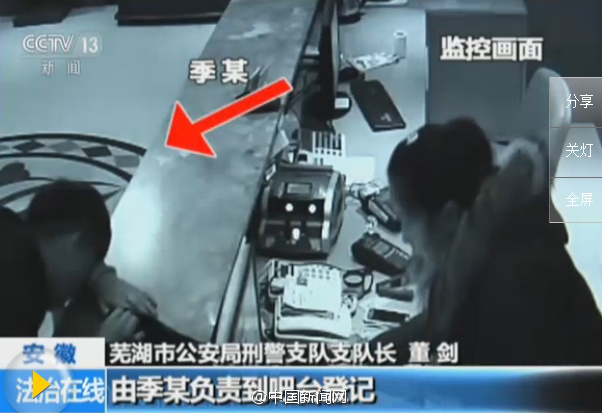 CCTV 13
新闻
季某
监控画面
分享
关灯
全屏
安徽
芜湖市公安局刑警支队支队长 董剑
法治在线
由季某负责到吧台登记
@中国新闻网